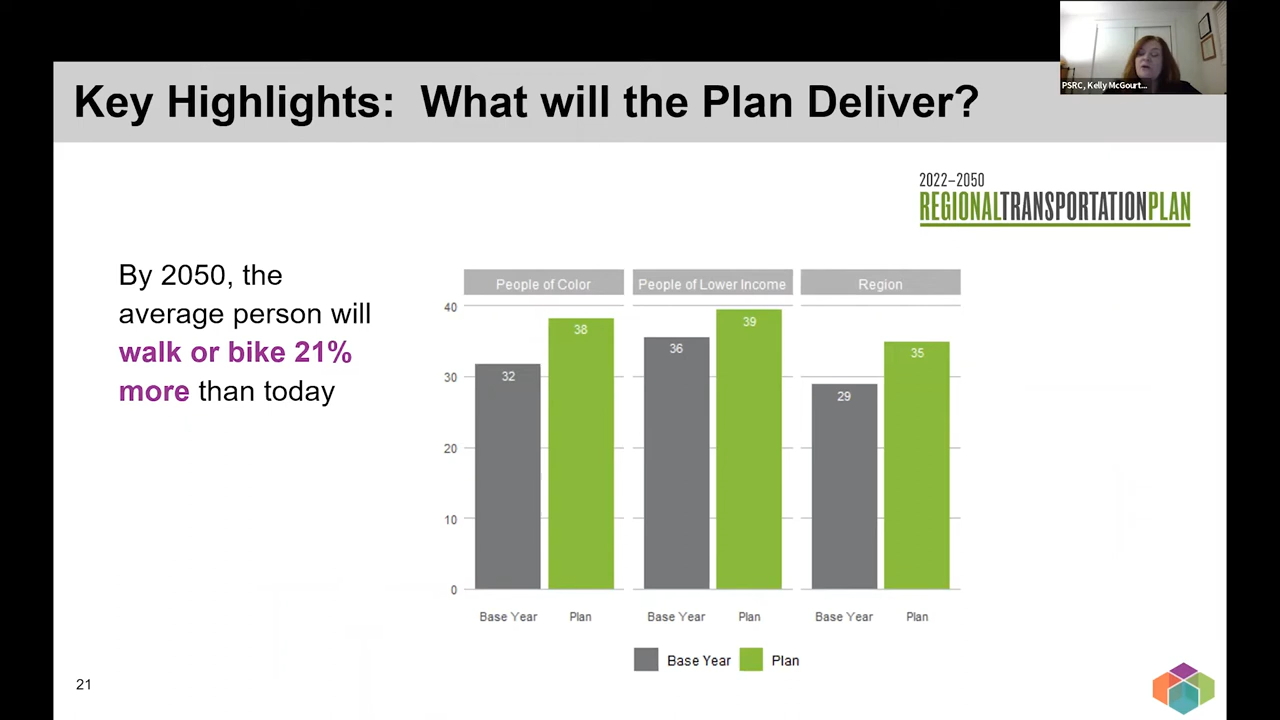 PSRC, Kelly McGourt...
Key Highlights: What will the Plan Deliver?
2022–2050
REGIONALTRANSPORTATIONPLAN
By 2050, the
average person will
walk or bike 21%
more than today
People of Color
People of Lower Income
Region
40
30
20
10
0
32
38
36
39
29
35
Base Year
Plan
Base Year
Plan
Base Year
Plan
Base Year
Plan
21